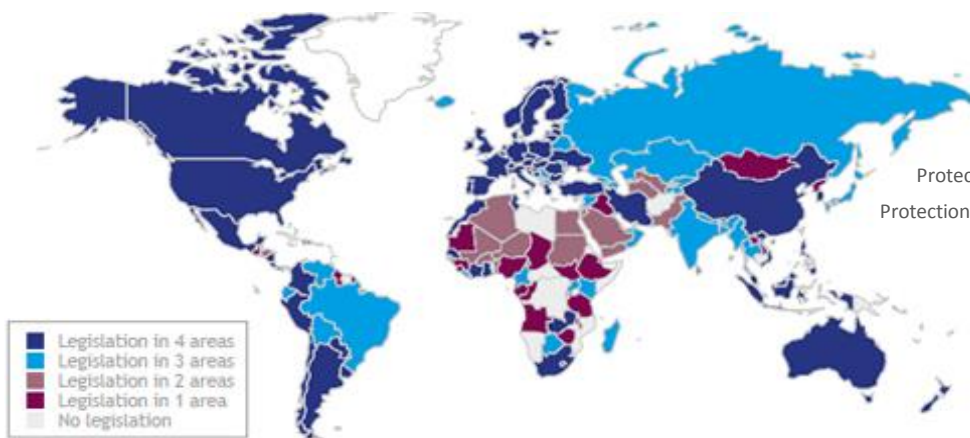 Protec
Protection
Legislation in 4 areas
Legislation in 3 areas
Legislation in 2 areas
Legislation in 1 area
No legislation